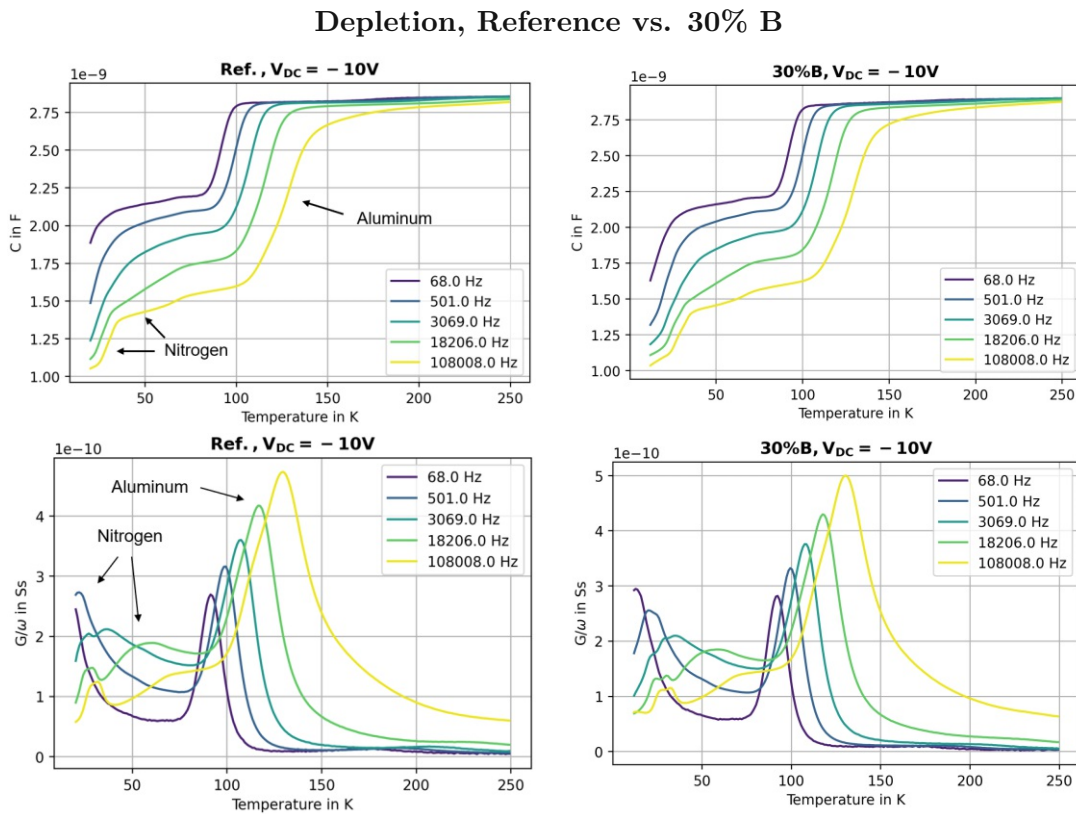 Depletion, Reference vs. 30% B
1e−9
Ref., V_DC = − 10V
C in F
2.75
2.50
2.25
2.00
1.75
1.50
1.25
1.00
Aluminum
Nitrogen
68.0 Hz
501.0 Hz
3069.0 Hz
18206.0 Hz
108008.0 Hz
50
100
150
200
250
Temperature in K
1e−9
30%B, V_DC = − 10V
C in F
2.75
2.50
2.25
2.00
1.75
1.50
1.25
1.00
68.0 Hz
501.0 Hz
3069.0 Hz
18206.0 Hz
108008.0 Hz
50
100
150
200
250
Temperature in K
1e−10
Ref., V_DC = − 10V
G/ω in Ss
4
3
2
1
0
Aluminum
Nitrogen
68.0 Hz
501.0 Hz
3069.0 Hz
18206.0 Hz
108008.0 Hz
50
100
150
200
250
Temperature in K
1e−10
30%B, V_DC = − 10V
G/ω in Ss
5
4
3
2
1
0
68.0 Hz
501.0 Hz
3069.0 Hz
18206.0 Hz
108008.0 Hz
50
100
150
200
250
Temperature in K